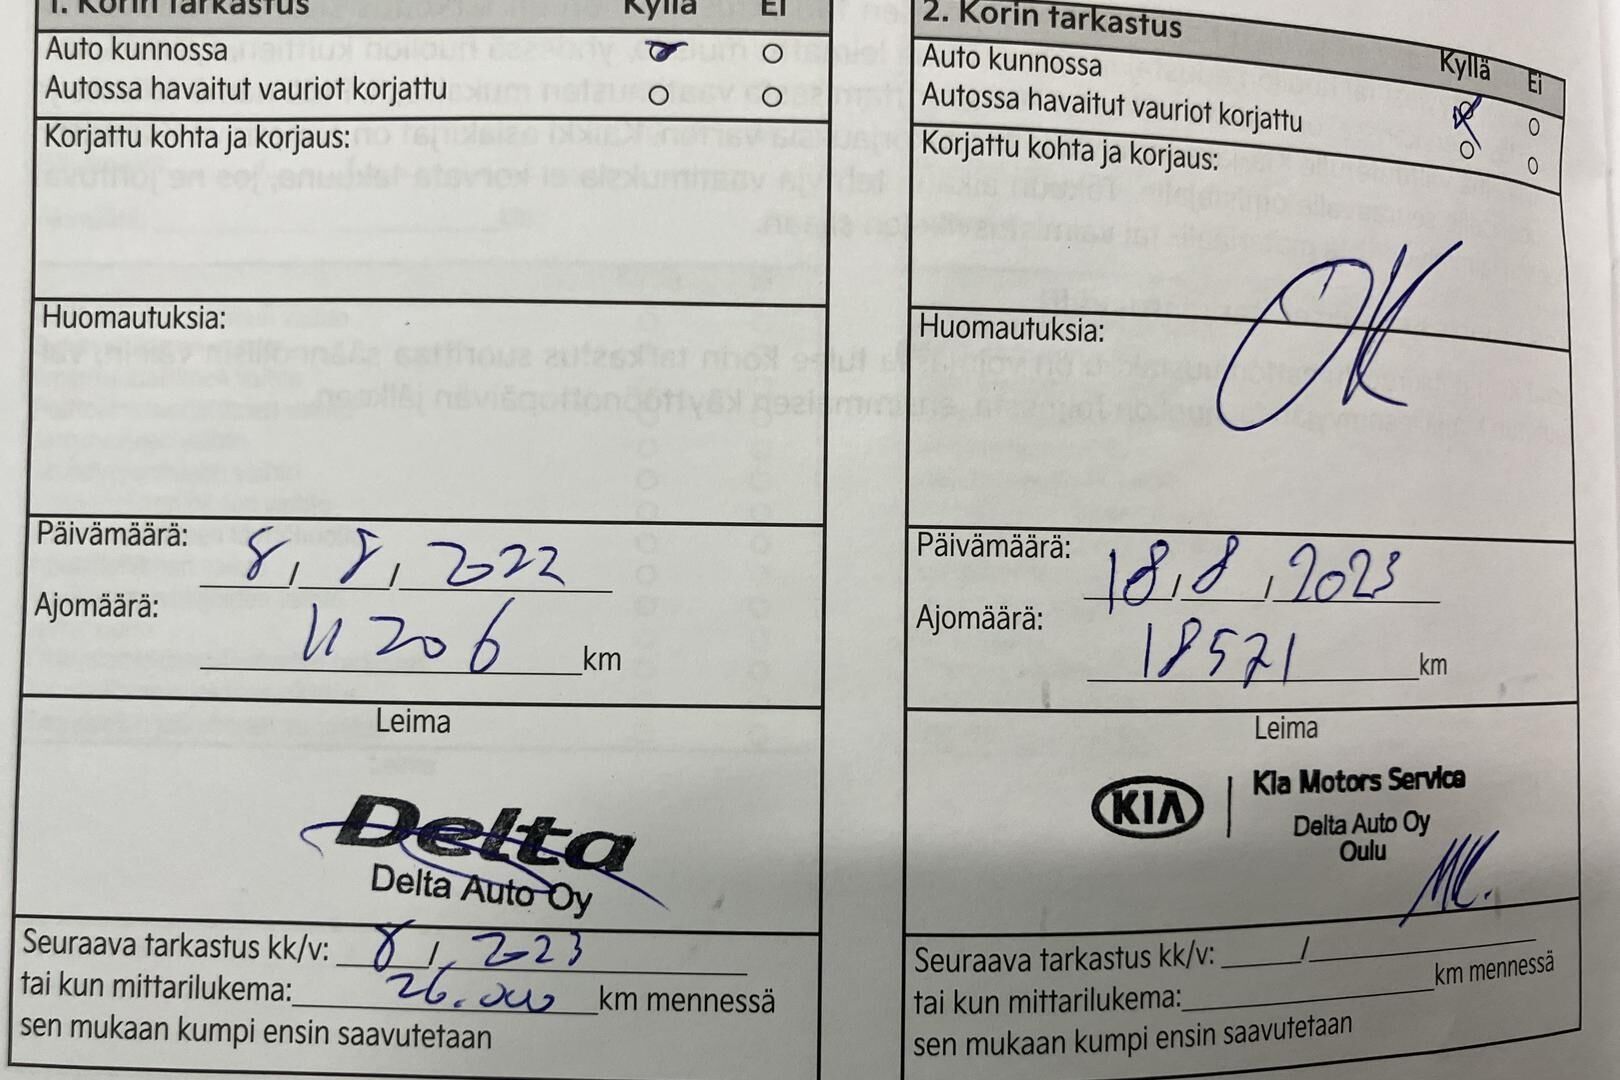 1. Korin tarkastus Kyllä Ei
Auto kunnossa
Autossa havaitut vauriot korjattu
Korjattu kohta ja korjaus:
Huomautuksia:
Päivämäärä: 8, 8, 2022
Ajomäärä: 11 206 km
Leima
Delta
Delta Auto Oy
Seuraava tarkastus kk/v: 8 / 2023
tai kun mittarilukema: 26.000 km mennessä
sen mukaan kumpi ensin saavutetaan
2. Korin tarkastus Kyllä Ei
Auto kunnossa
Autossa havaitut vauriot korjattu
Korjattu kohta ja korjaus:
OK
Huomautuksia:
Päivämäärä: 18, 8, 2023
Ajomäärä: 18571 km
Leima
KIA Kia Motors Service
Delta Auto Oy
Oulu
Seuraava tarkastus kk/v: /
tai kun mittarilukema: km mennessä
sen mukaan kumpi ensin saavutetaan